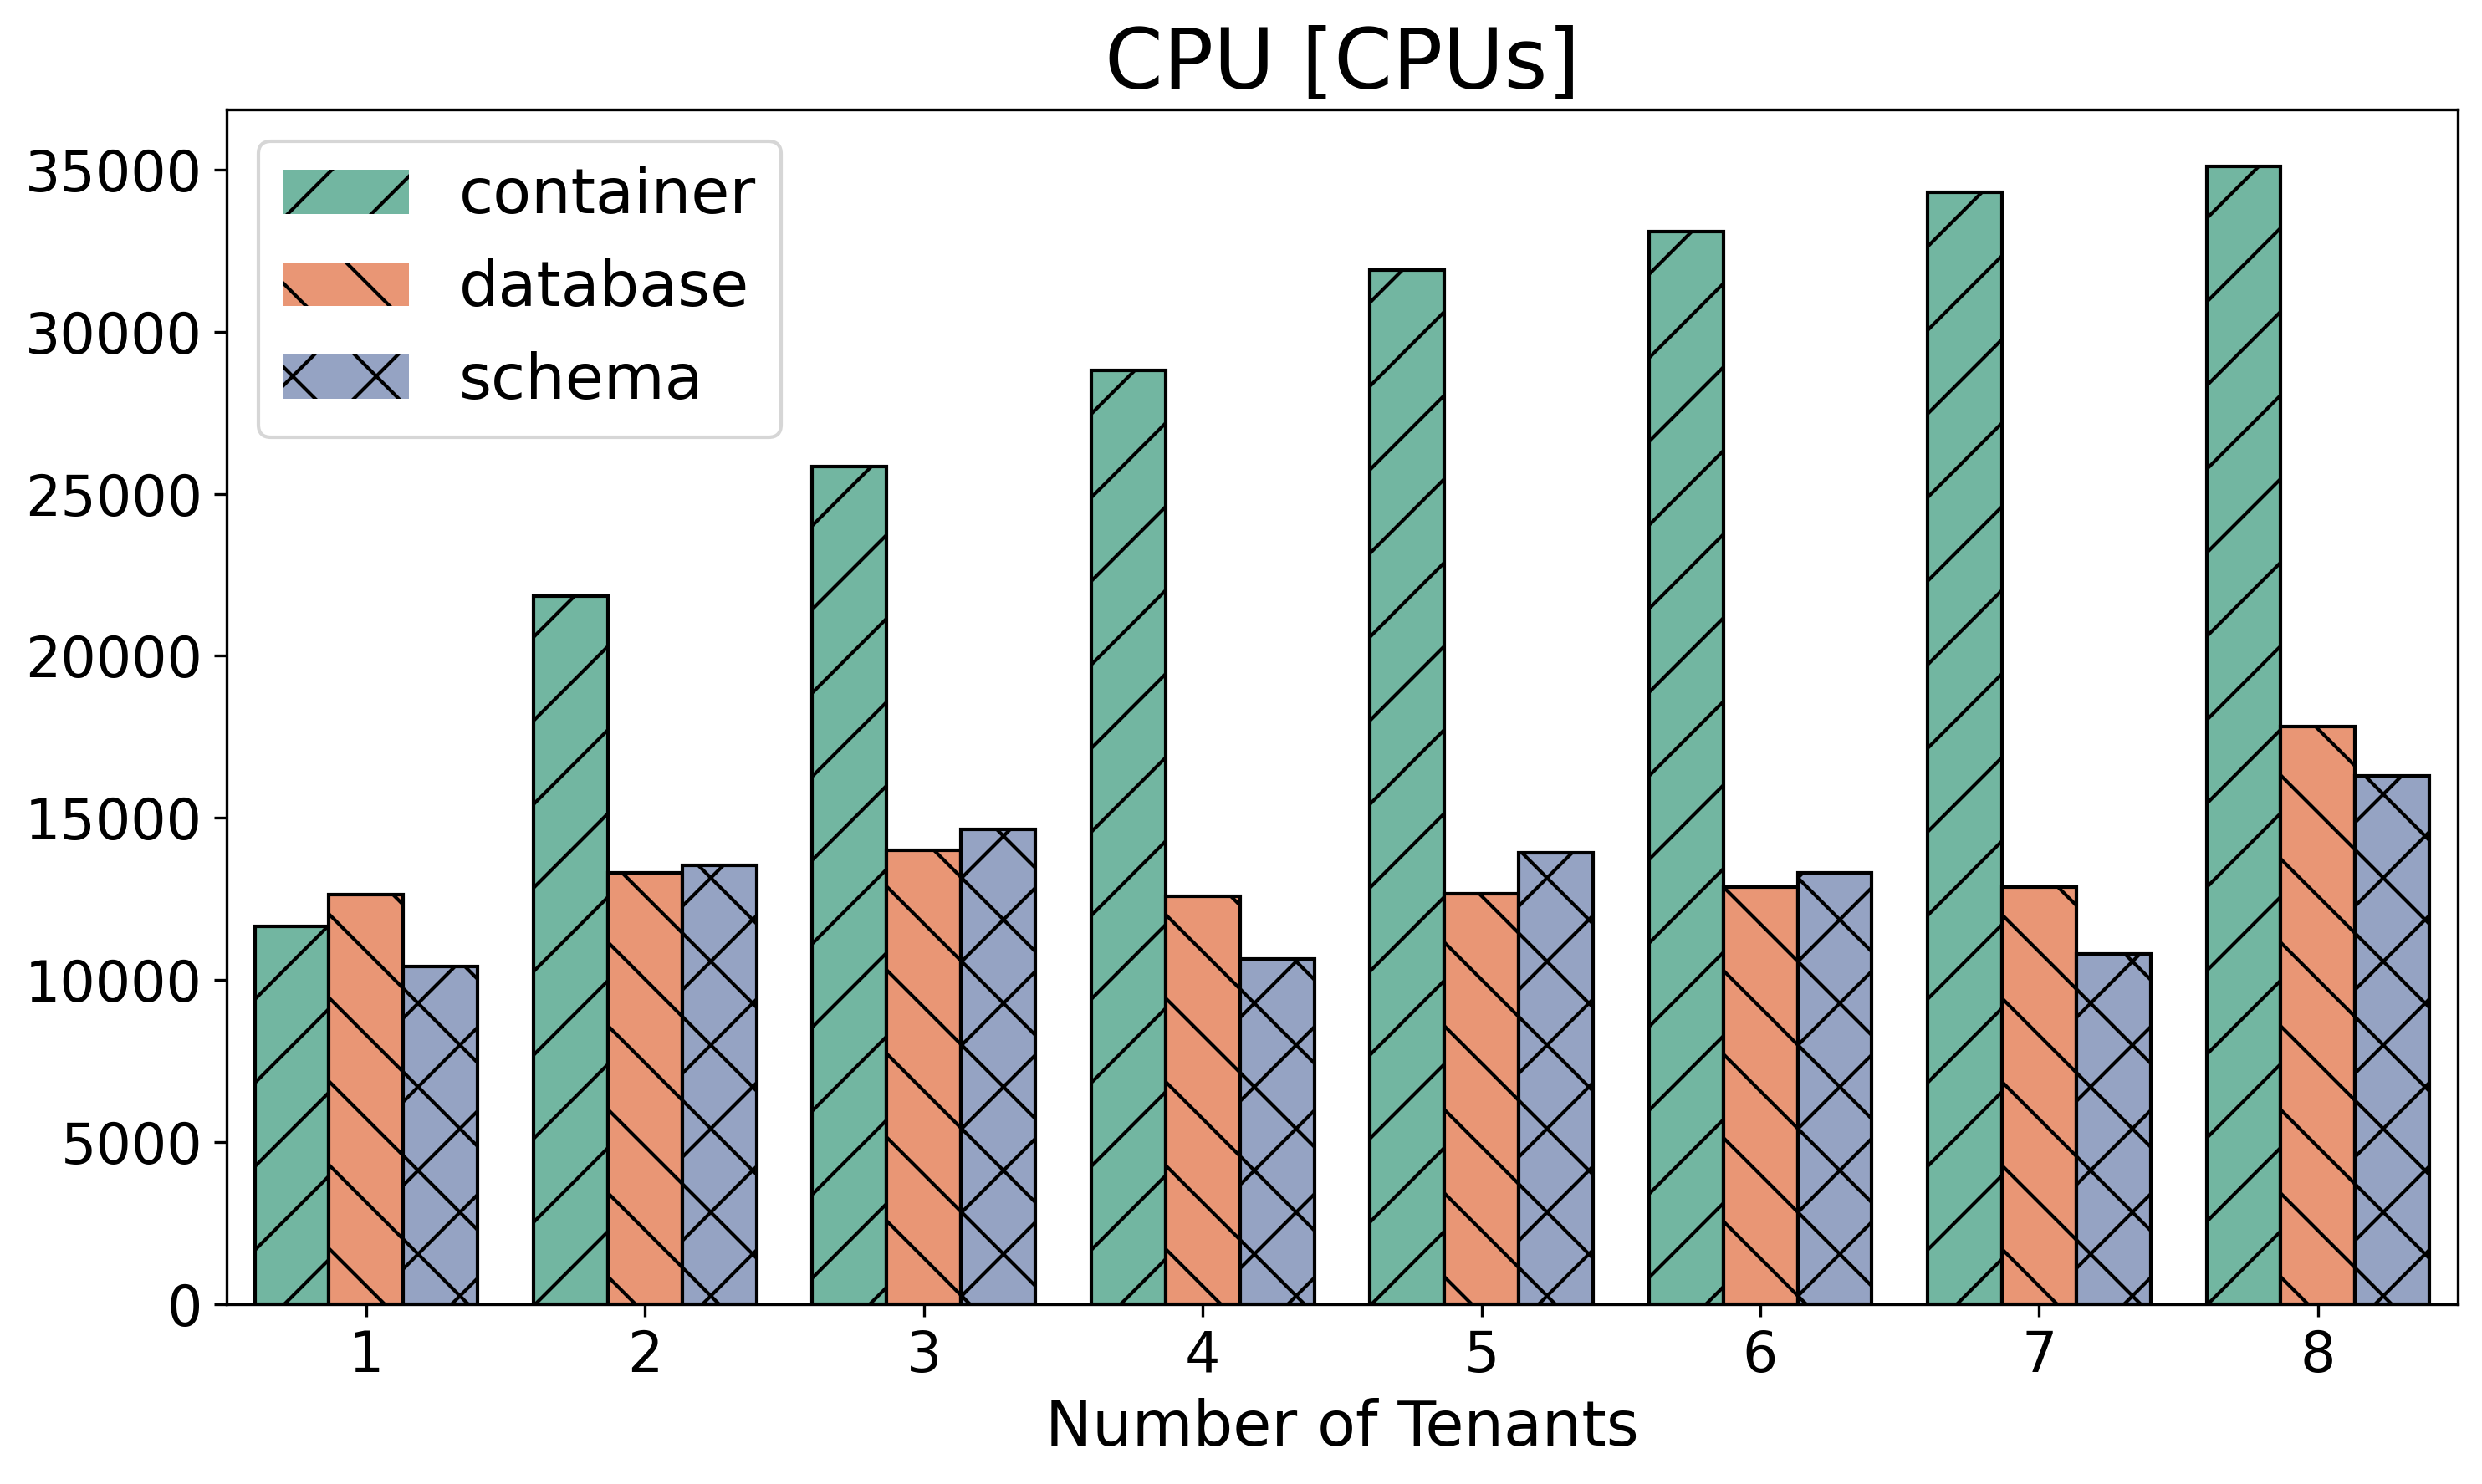 CPU [CPUs]
35000
30000
25000
20000
15000
10000
5000
0
container
database
schema
1 2 3 4 5 6 7 8
Number of Tenants